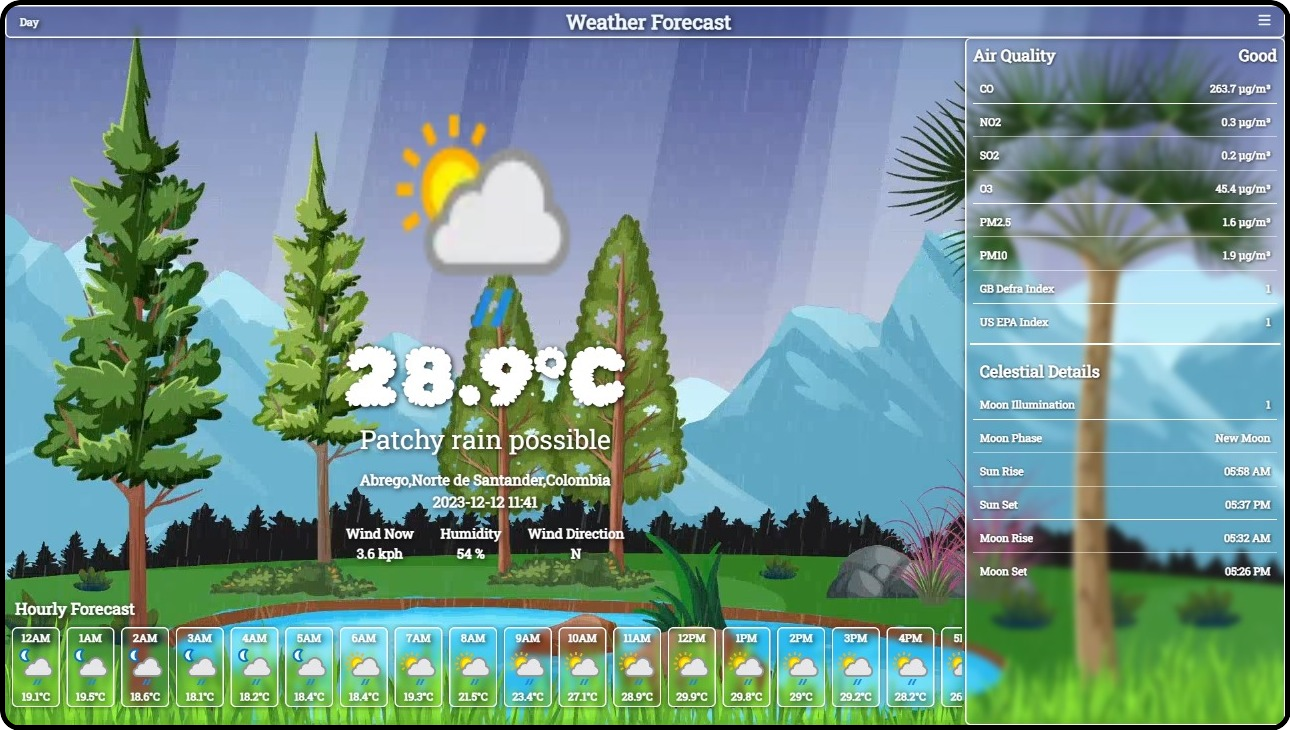 Day
Weather Forecast
28.9°C
Patchy rain possible
Abrego,Norte de Santander,Colombia
2023-12-12 11:41
Wind Now Humidity Wind Direction
3.6 kph 54 % N
Hourly Forecast
12AM 1AM 2AM 3AM 4AM 5AM 6AM 7AM 8AM 9AM 10AM 11AM 12PM 1PM 2PM 3PM 4PM
19.1°C 19.5°C 18.6°C 18.1°C 18.2°C 18.4°C 18.4°C 19.3°C 21.5°C 23.4°C 27.1°C 28.9°C 29.9°C 29.8°C 29°C 29.2°C 28.2°C 26
Air Quality Good
CO 263.7 µg/m³
NO2 0.3 µg/m³
SO2 0.2 µg/m³
O3 45.4 µg/m³
PM2.5 1.6 µg/m³
PM10 1.9 µg/m³
GB Defra Index 1
US EPA Index 1
Celestial Details
Moon Illumination 1
Moon Phase New Moon
Sun Rise 05:58 AM
Sun Set 05:37 PM
Moon Rise 05:32 AM
Moon Set 05:26 PM